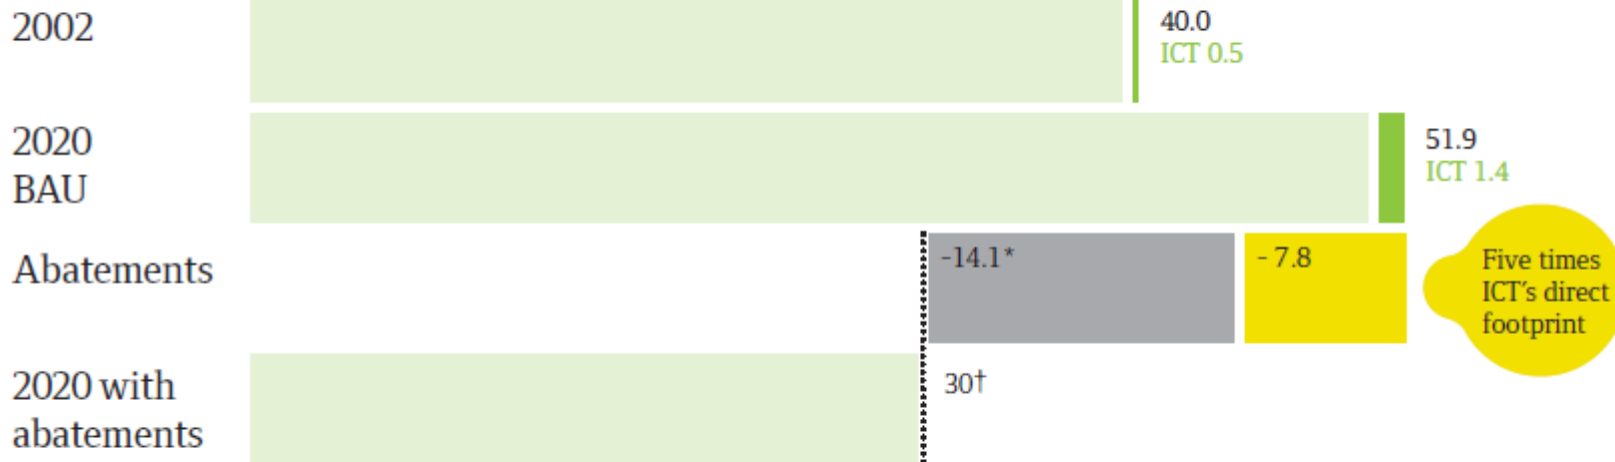 2002
40.0
ICT 0.5
2020
BAU
51.9
ICT 1.4
Abatements
-14.1*
- 7.8
Five times
ICT's direct
footprint
2020 with
abatements
30†